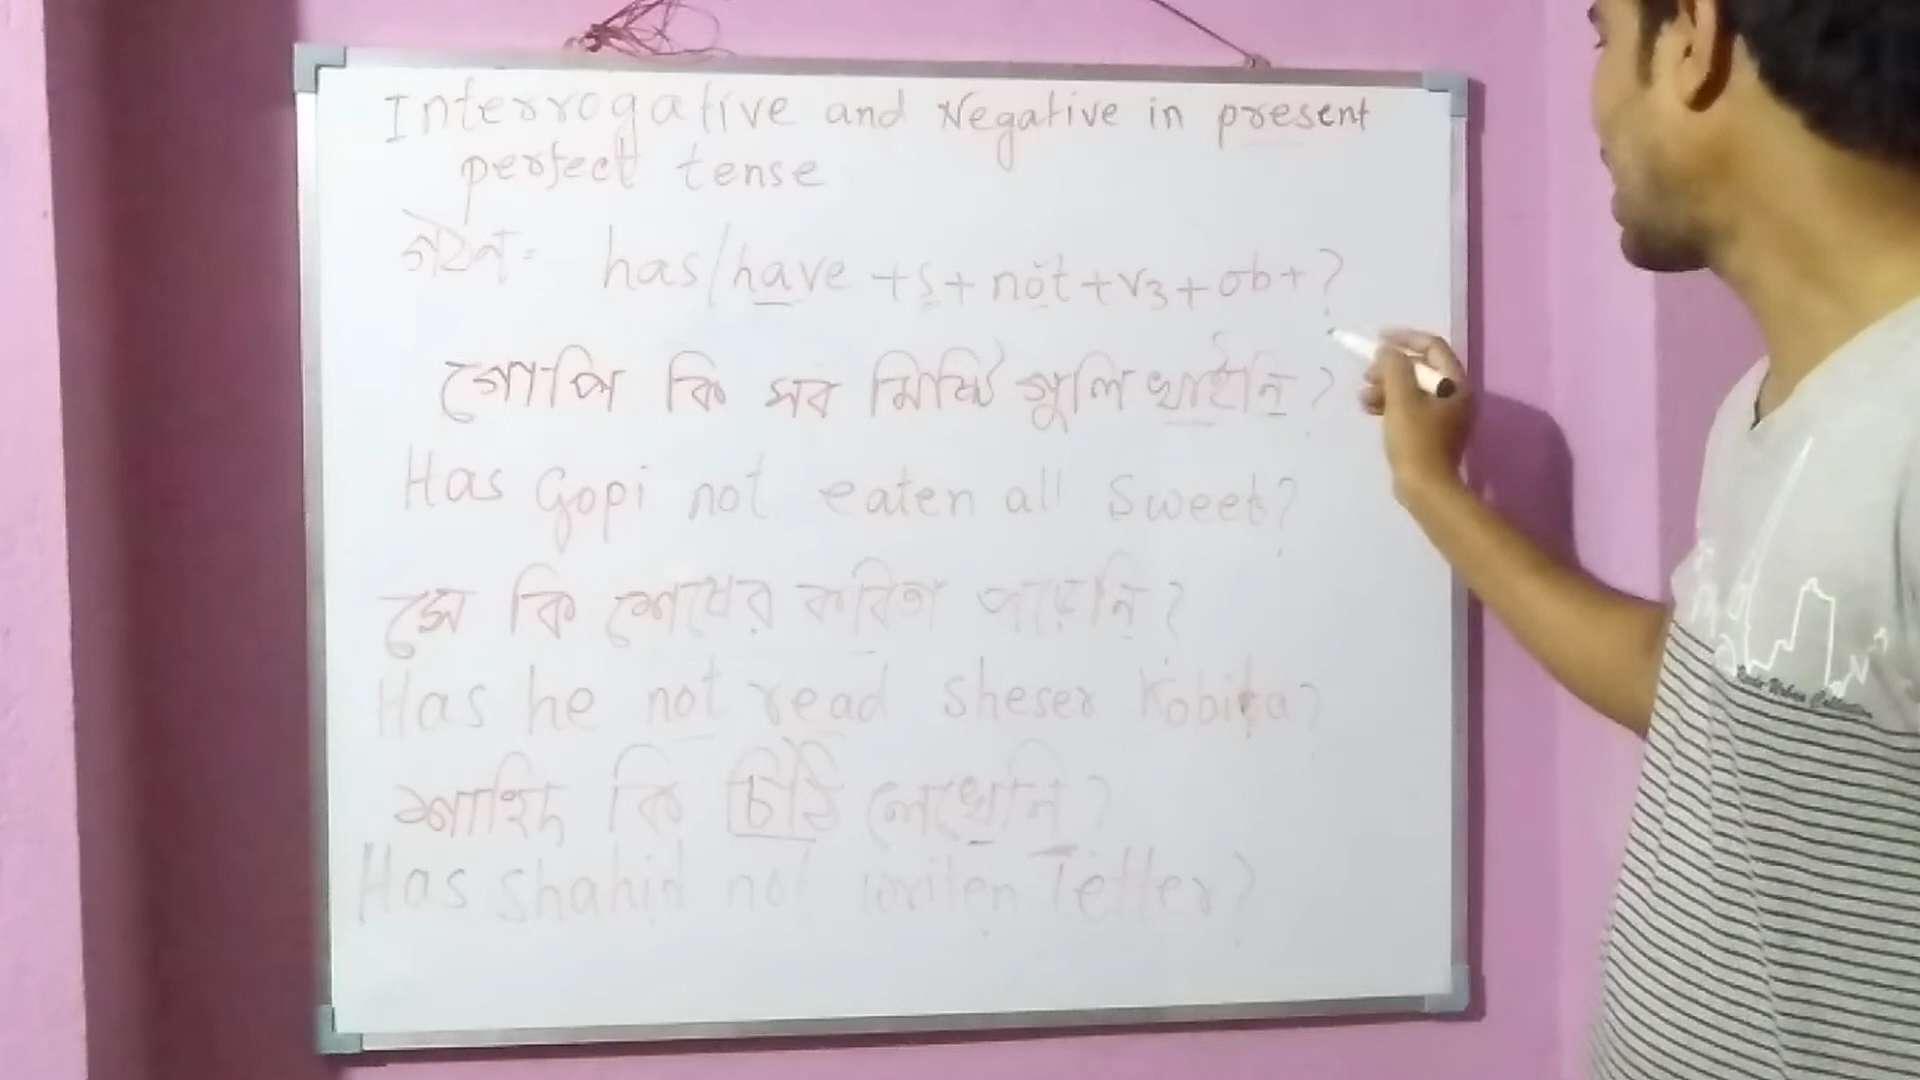 Interrogative and Negative in present
perfect tense
গঠন= has/have +s+ not +v3+ ob+ ?
গোপি কি সব মিষ্টি গুলি খাইনি ?
Has Gopi not eaten all Sweet?
সে কি শেষের কবিতা পড়েনি ?
Has he not read Sheser Kobita?
শাহিদ কি চিঠি লেখেনি ?
Has Shahid not writen Letter?